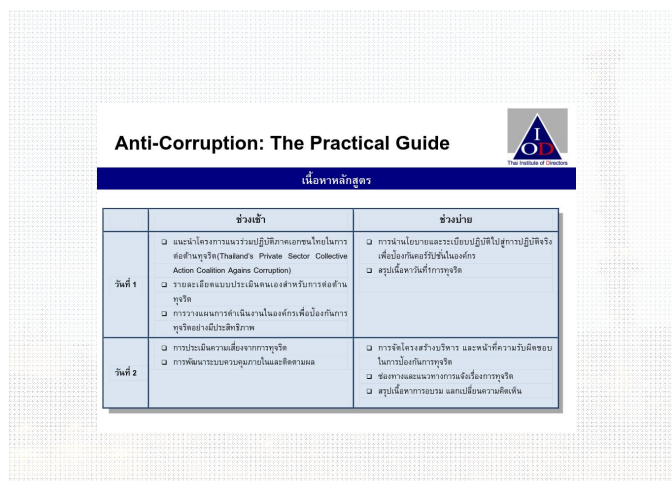 Anti-Corruption: The Practical Guide
IOD
Thai Institute of Directors
เนื้อหาหลักสูตร
ช่วงเช้า
ช่วงบ่าย
วันที่ 1
แนะนำโครงการแนวร่วมปฏิบัติภาคเอกชนไทยในการ
ต่อต้านทุจริต(Thailand's Private Sector Collective
Action Coalition Agains Corruption)
รายละเอียดแบบประเมินตนเองสำหรับการต่อต้าน
ทุจริต
การวางแผนการดำเนินงานในองค์กรเพื่อป้องกันการ
ทุจริตอย่างมีประสิทธิภาพ
การนำนโยบายและระเบียบปฏิบัติไปสู่การปฏิบัติจริง
เพื่อป้องกันคอร์รัปชั่นในองค์กร
สรุปเนื้อหาวันที่1การทุจริต
วันที่ 2
การประเมินความเสี่ยงจากการทุจริต
การพัฒนาระบบควบคุมภายในและติดตามผล
การจัดโครงสร้างบริหาร และหน้าที่ความรับผิดชอบ
ในการป้องกันการทุจริต
ช่องทางและแนวทางการแจ้งเรื่องการทุจริต
สรุปเนื้อหาการอบรม แลกเปลี่ยนความคิดเห็น